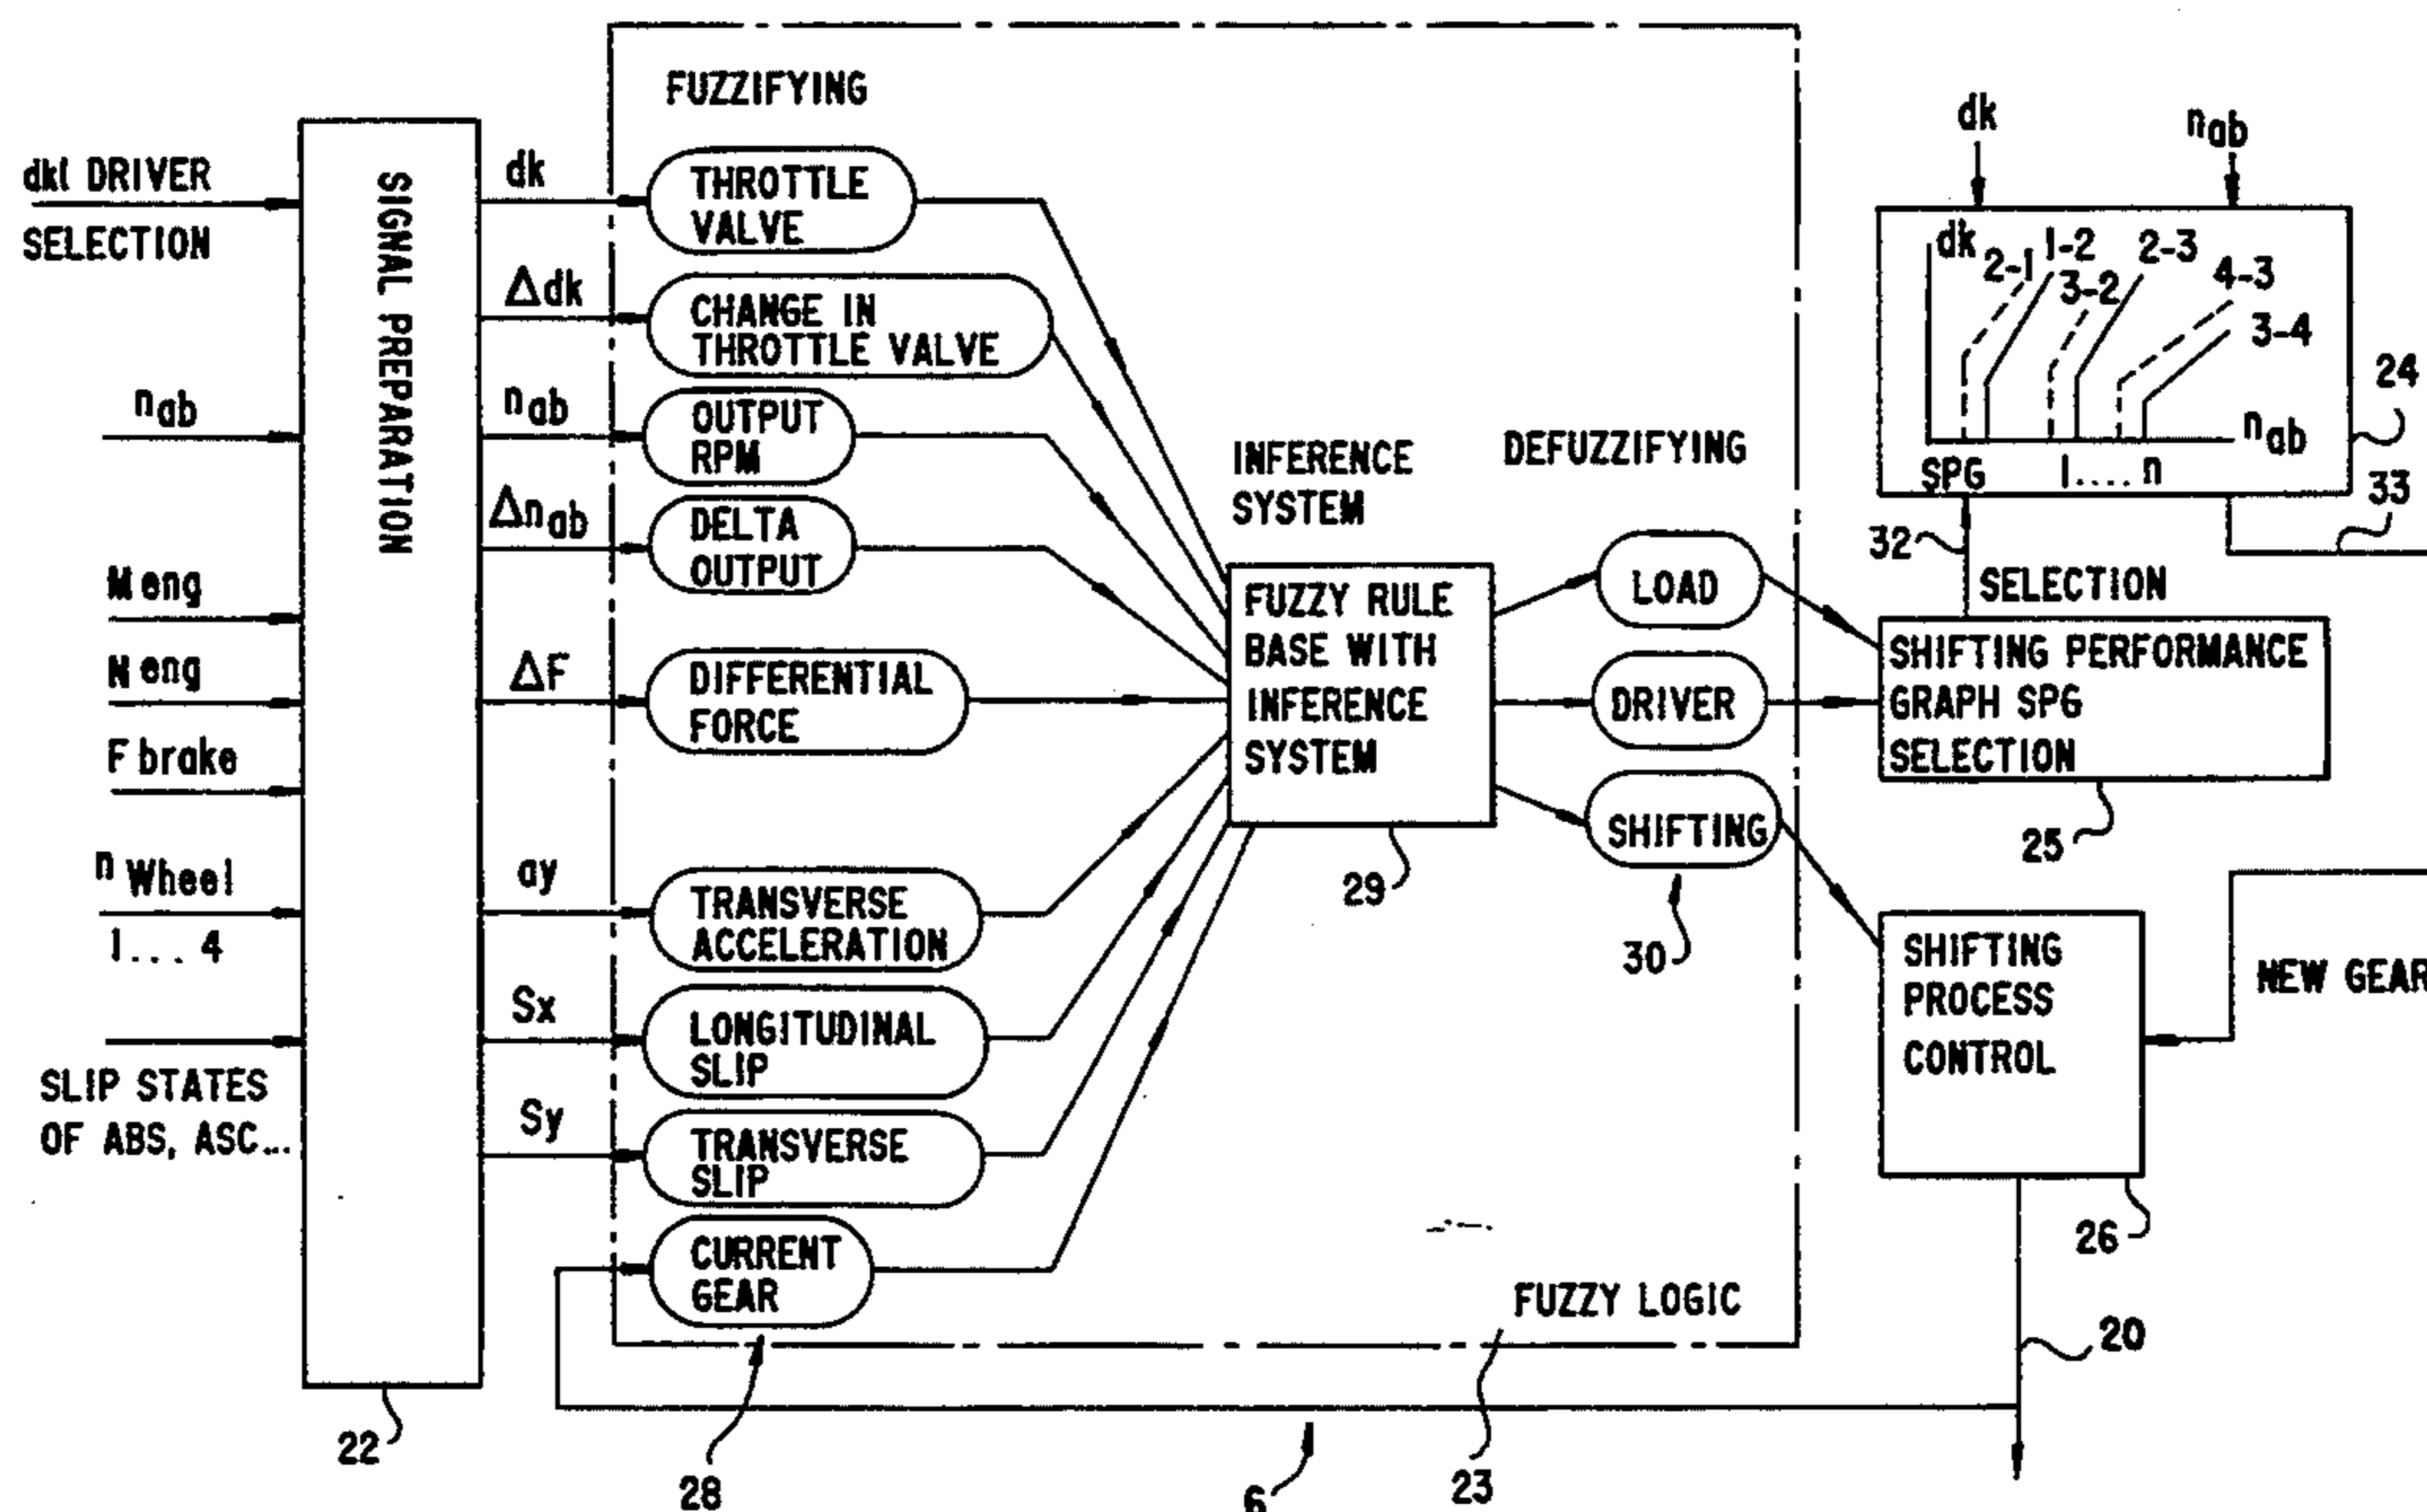 dkl DRIVER
SELECTION
nab
M eng
N eng
F brake
n Wheel
1... 4
SLIP STATES
OF ABS, ASC...
SIGNAL PREPARATION
22
dk
Δdk
nab
Δnab
ΔF
ay
Sx
Sy
FUZZIFYING
THROTTLE
VALVE
CHANGE IN
THROTTLE VALVE
OUTPUT
RPM
DELTA
OUTPUT
DIFFERENTIAL
FORCE
TRANSVERSE
ACCELERATION
LONGITUDINAL
SLIP
TRANSVERSE
SLIP
CURRENT
GEAR
28
INFERENCE
SYSTEM
FUZZY RULE
BASE WITH
INFERENCE
SYSTEM
29
DEFUZZIFYING
LOAD
DRIVER
SHIFTING
30
FUZZY LOGIC
23
6
dk
nab
dk
2-1
1-2
3-2
2-3
4-3
3-4
nab
SPG 1.... n
24
33
32
SELECTION
SHIFTING PERFORMANCE
GRAPH SPG
SELECTION
25
SHIFTING
PROCESS
CONTROL
NEW GEAR
26
20